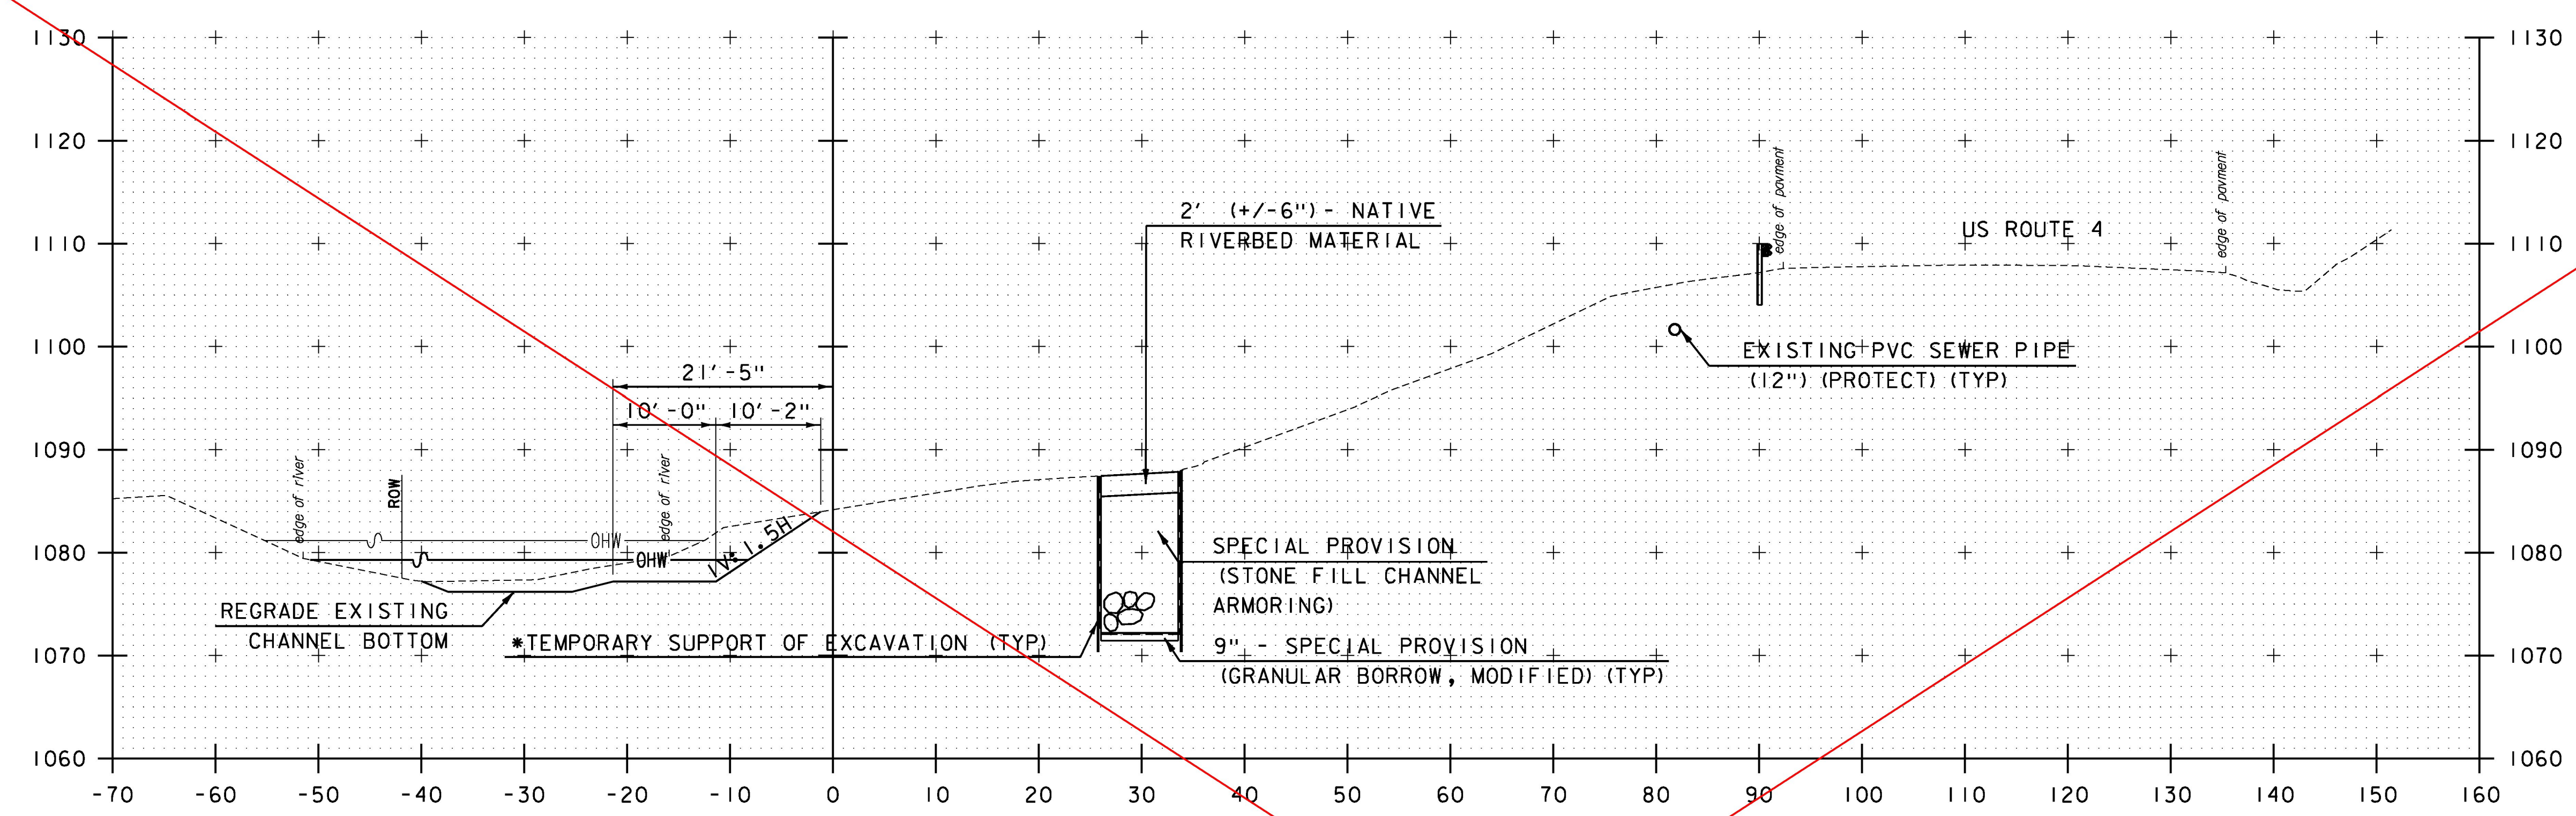 1130 1130
1120 1120
edge of pavment edge of pavment
2' (+/-6") - NATIVE
RIVERBED MATERIAL
US ROUTE 4
1110 1110
1100 1100
EXISTING PVC SEWER PIPE
(12") (PROTECT) (TYP)
21'-5"
10'-0" 10'-2"
1090 1090
edge of river
ROW
edge of river
OHW
OHW
1V:1.5H
1080 1080
SPECIAL PROVISION
(STONE FILL CHANNEL
ARMORING)
REGRADE EXISTING
CHANNEL BOTTOM
*TEMPORARY SUPPORT OF EXCAVATION (TYP)
9" - SPECIAL PROVISION
(GRANULAR BORROW, MODIFIED) (TYP)
1070 1070
1060 1060
-70 -60 -50 -40 -30 -20 -10 0 10 20 30 40 50 60 70 80 90 100 110 120 130 140 150 160